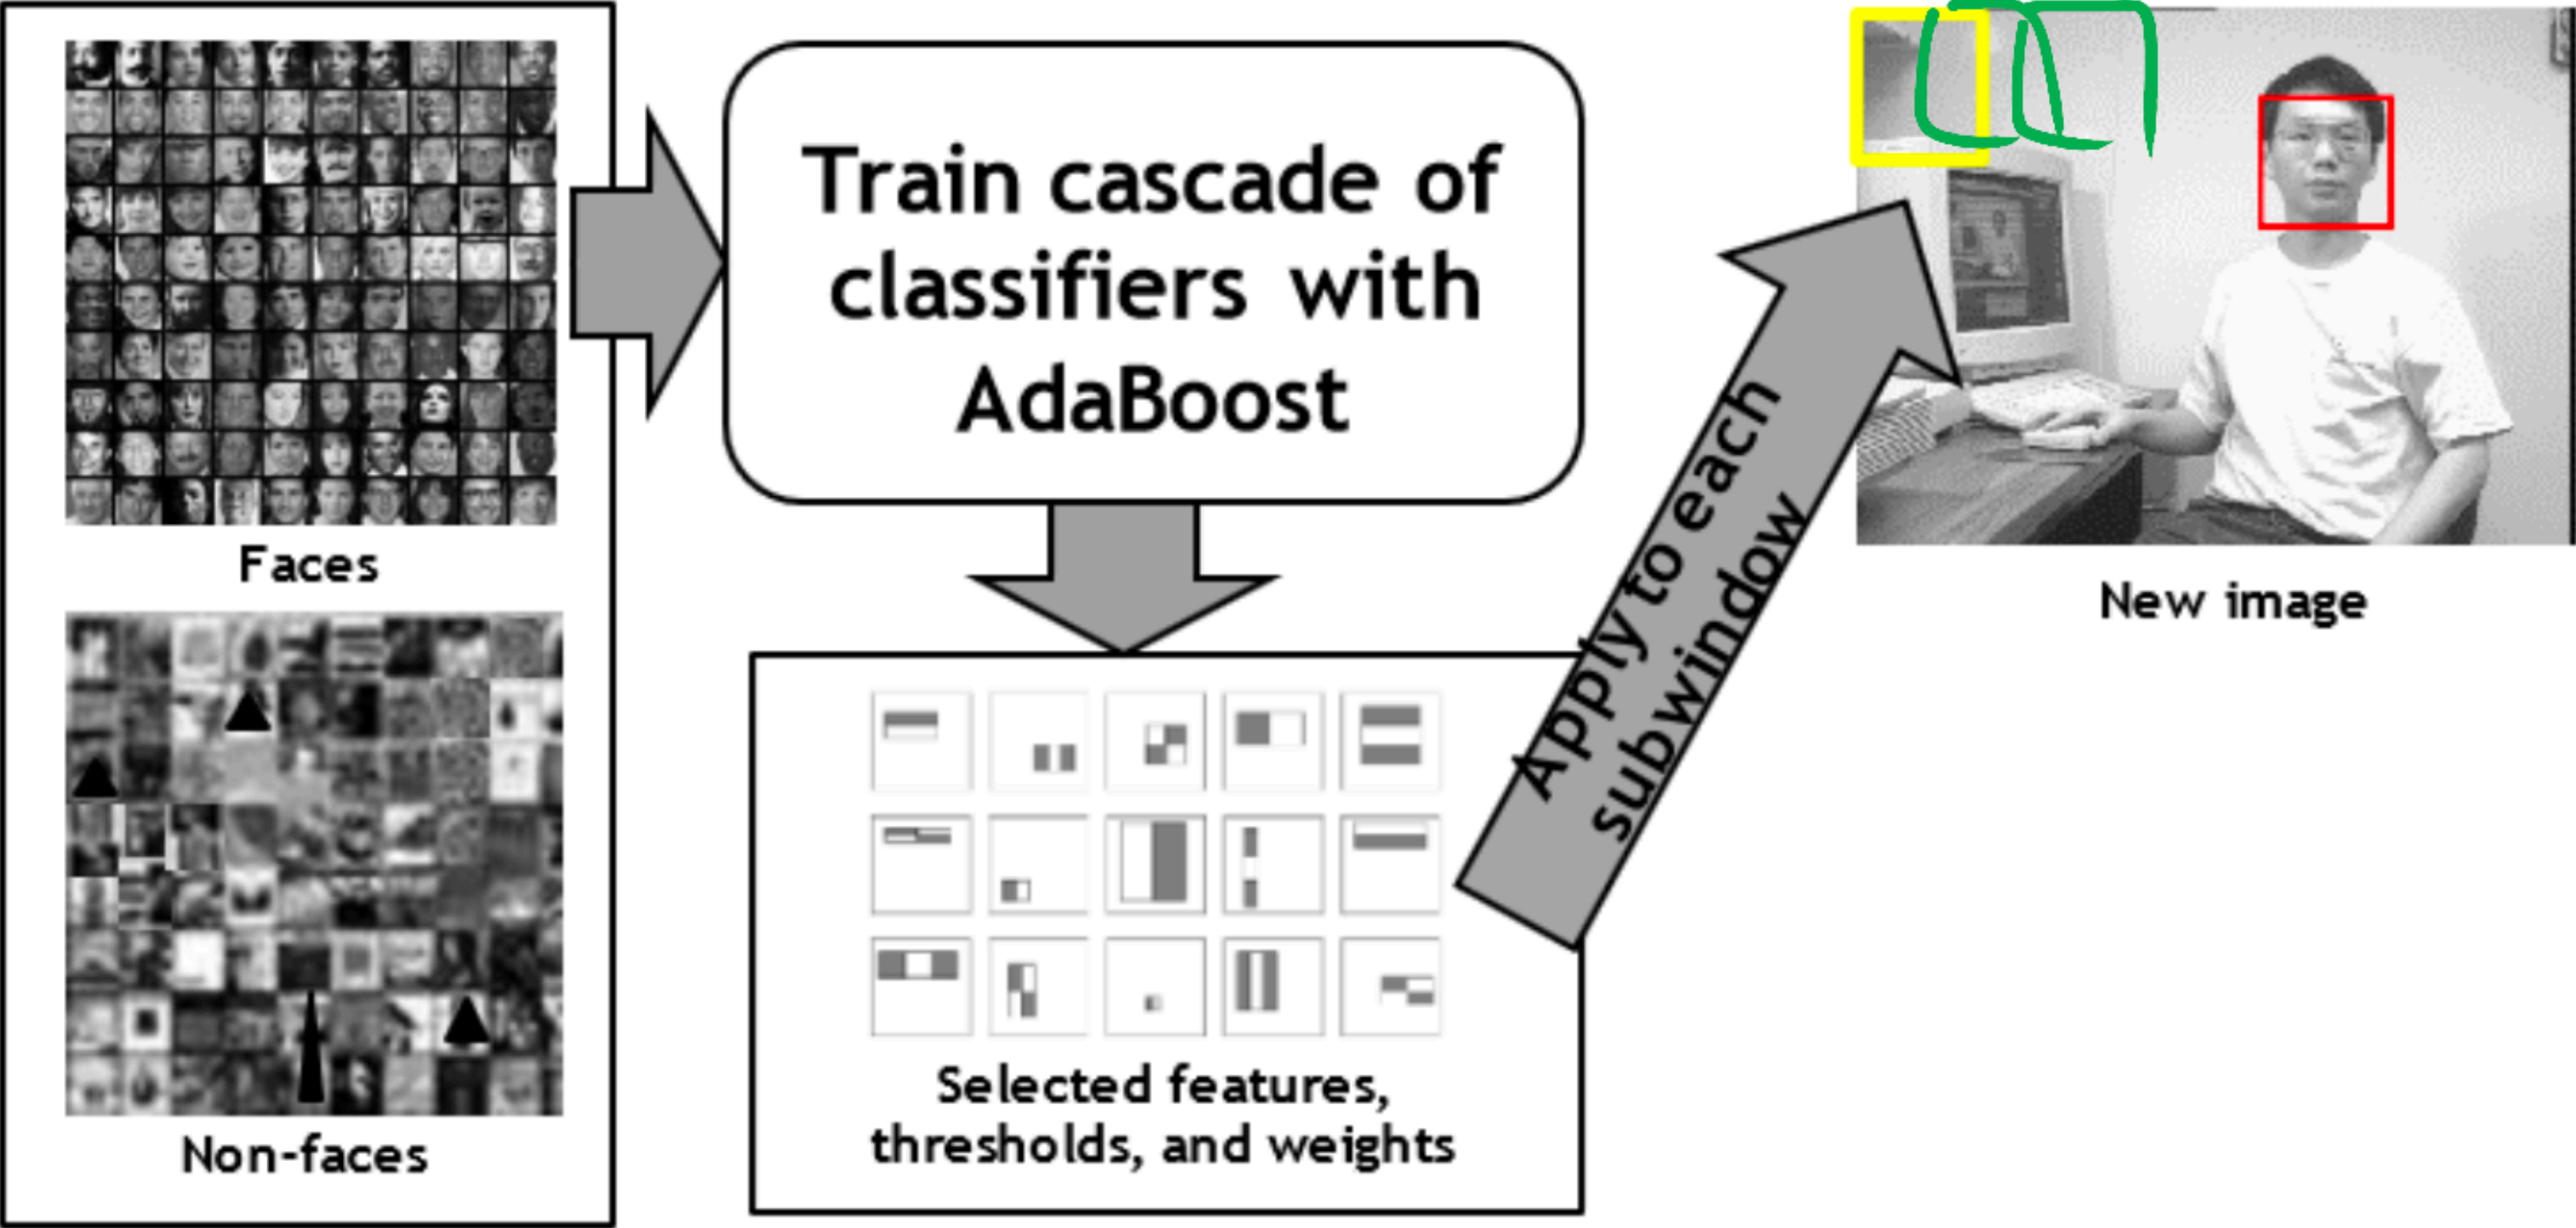 Faces
Non-faces
Train cascade of
classifiers with
AdaBoost
Selected features,
thresholds, and weights
Apply to each
subwindow
New image